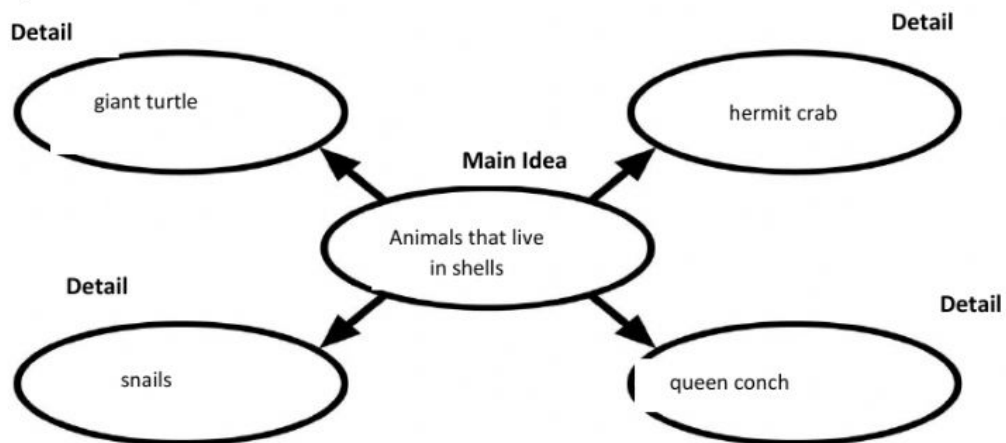 Detail
giant turtle
Detail
hermit crab
Main Idea
Animals that live
in shells
Detail
snails
Detail
queen conch